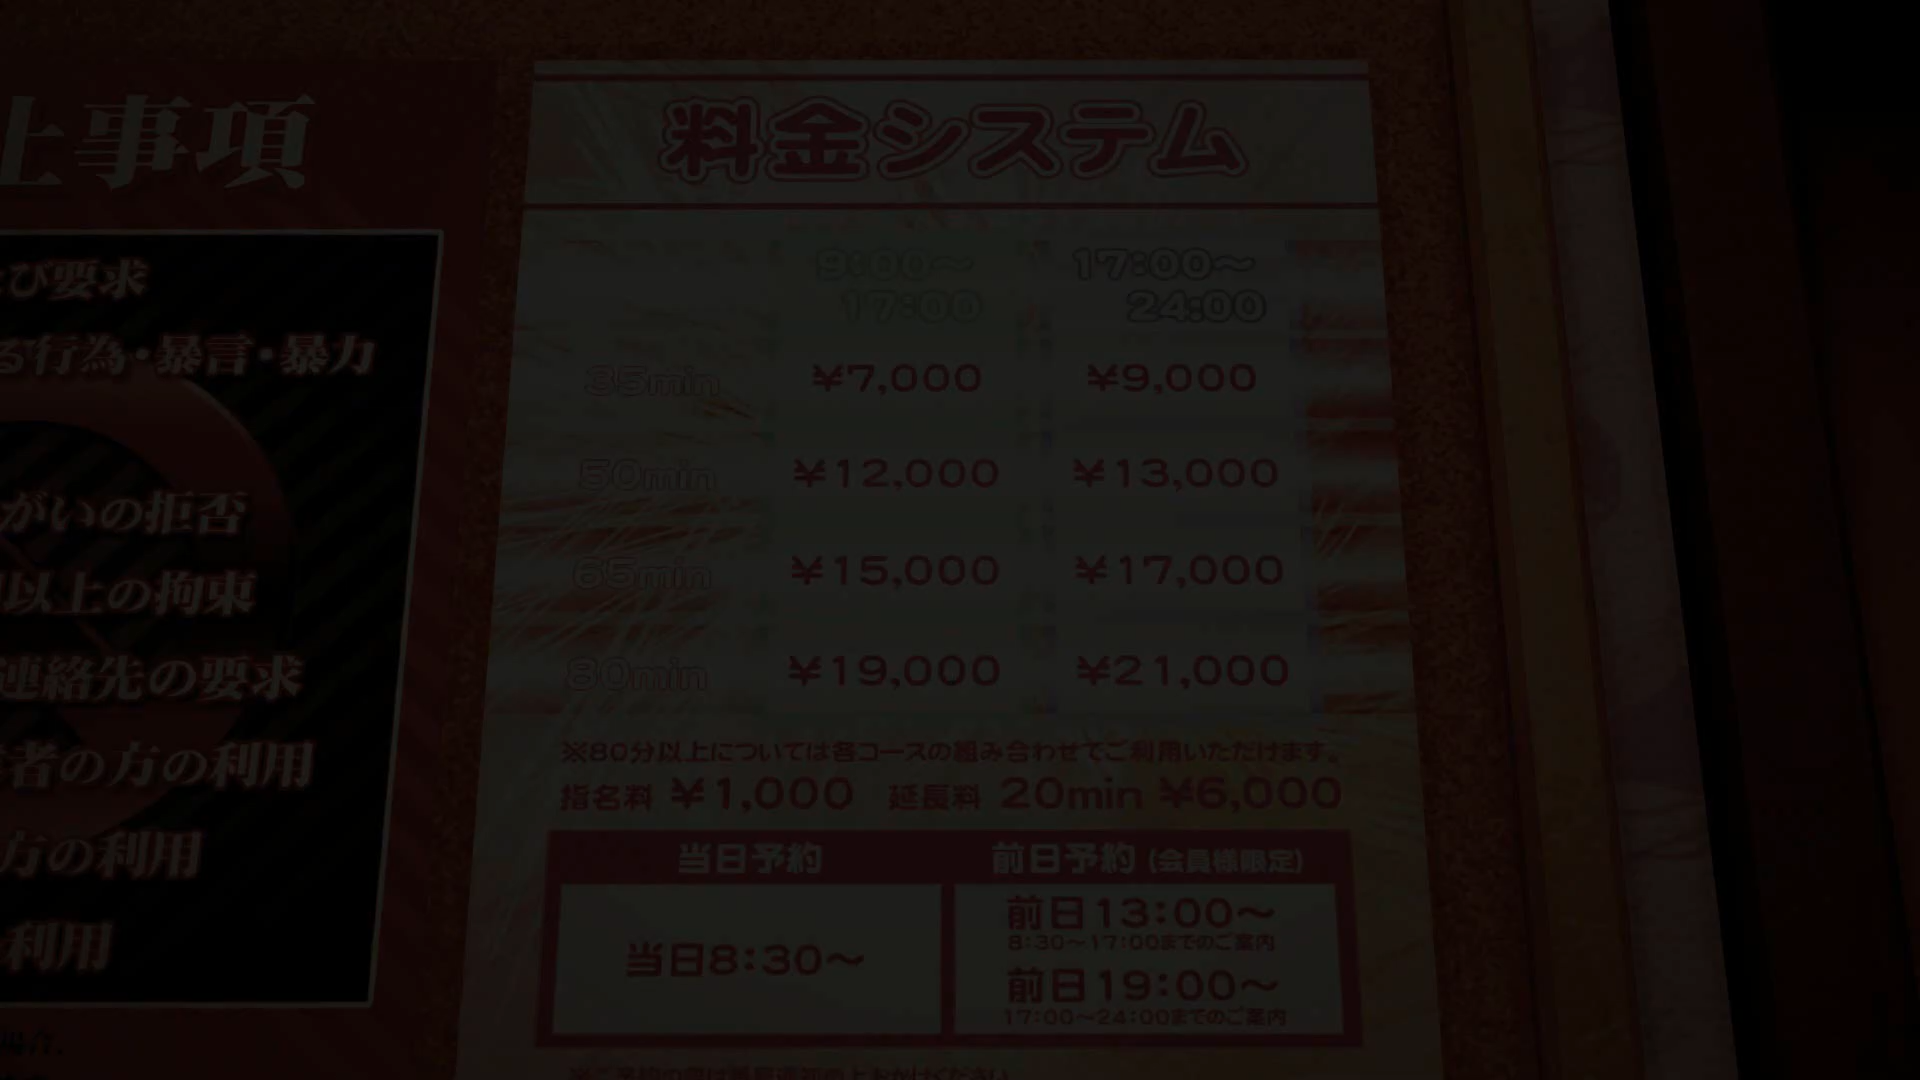 止事項
び要求
る行為・暴言・暴力
がいの拒否
以上の拘束
連絡先の要求
者の方の利用
方の利用
利用
場合、
料金システム
9:00〜17:00
17:00〜24:00
35min ¥7,000 ¥9,000
50min ¥12,000 ¥13,000
65min ¥15,000 ¥17,000
80min ¥19,000 ¥21,000
※80分以上については各コースの組み合わせでご利用いただけます。
指名料 ¥1,000 延長料 20min ¥6,000
当日予約 前日予約(会員様限定)
当日8:30〜
前日13:00〜
8:30〜17:00までのご案内
前日19:00〜
17:00〜24:00までのご案内